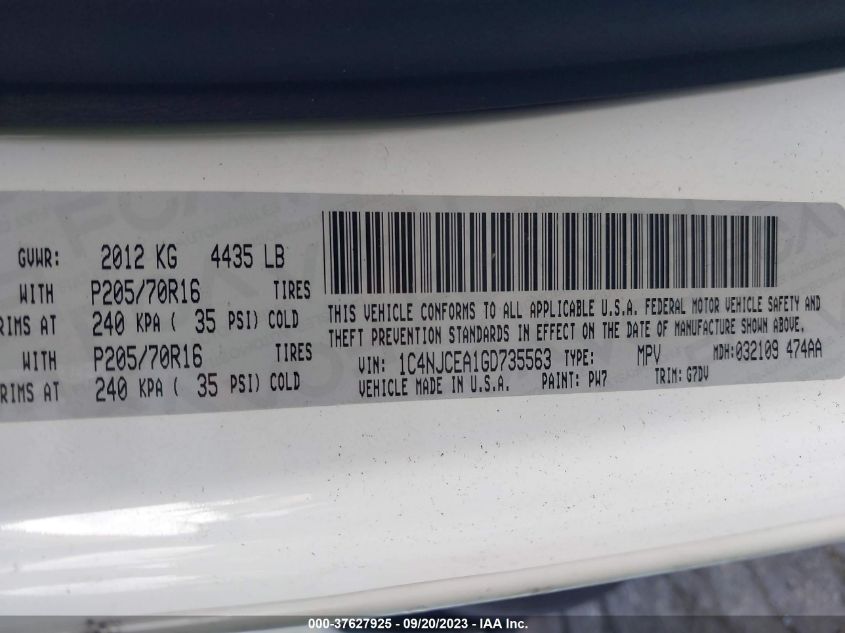 GVWR: 2012 KG 4435 LB
WITH P205/70R16 TIRES
RIMS AT 240 KPA ( 35 PSI) COLD
WITH P205/70R16 TIRES
RIMS AT 240 KPA ( 35 PSI) COLD
THIS VEHICLE CONFORMS TO ALL APPLICABLE U.S.A. FEDERAL MOTOR VEHICLE SAFETY AND
THEFT PREVENTION STANDARDS IN EFFECT ON THE DATE OF MANUFACTURE SHOWN ABOVE.
VIN: 1C4NJCEA1GD735563 TYPE: MPV MDH:032109 474AA
VEHICLE MADE IN U.S.A. PAINT: PW7 TRIM: G7DV
000-37627925 - 09/20/2023 - IAA Inc.